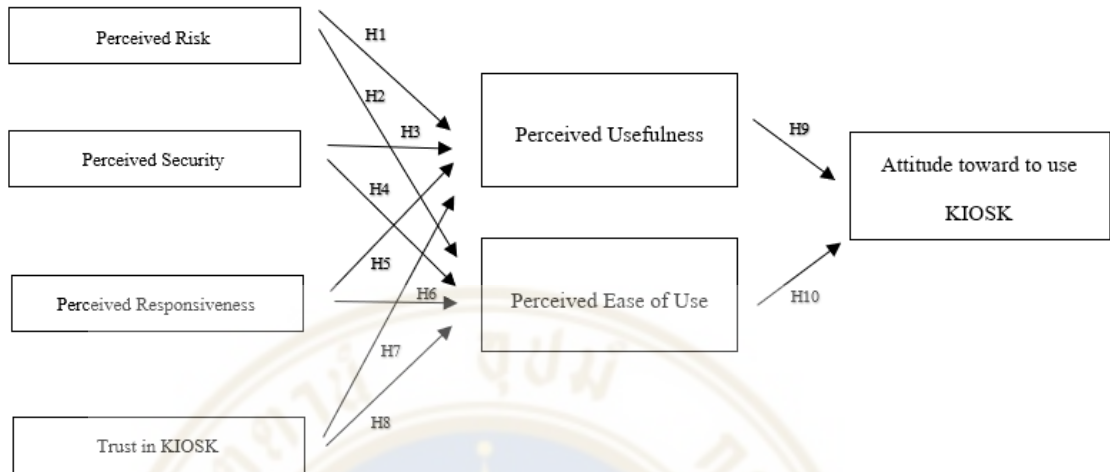 Perceived Risk
H1
H2
Perceived Usefulness
H3
H9
Perceived Security
Attitude toward to use
KIOSK
H4
H5
Perceived Responsiveness
H6
Perceived Ease of Use
H10
H7
H8
Trust in KIOSK